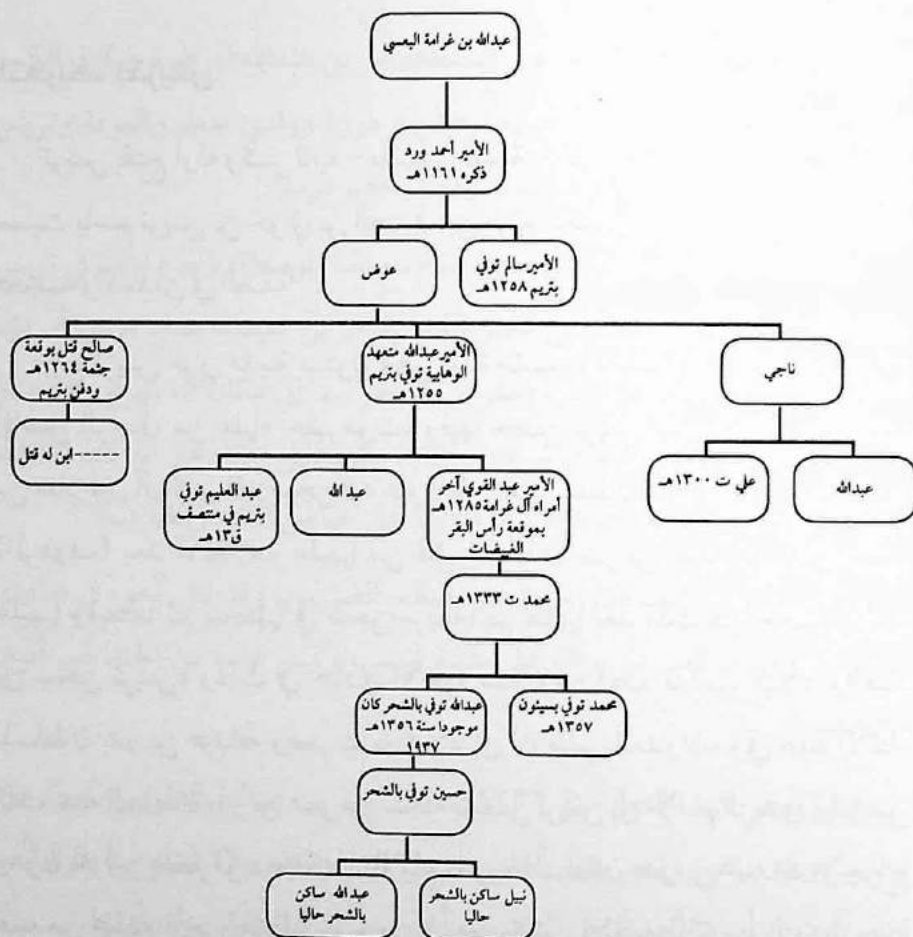 عبدالله بن غرامة البعسي
الأمير أحمد ورد
ذكره ١١٦١هـ
الأمير سالم توفي
بتريم ١٢٥٨هـ
عوض
ناجي
الأمير عبدالله متعهد
الوهابية توفي بتريم
١٢٥٥هـ
صالح قتل بوقعة
جثمة ١٢٦٤هـ
ودفن بتريم
عبدالله
علي ت ١٣٠٠هـ
الأمير عبد القوي آخر
أمراء آل غرامة ١٢٨٥هـ
بموقعة رأس البقر
الغييضات
عبد الله
عبد العليم توفي
بتريم في منتصف
ق١٣هـ
-----ابن له قتل
محمد ت ١٣٣٣هـ
محمد توفي بسيئون
١٣٥٧هـ
عبدالله توفي بالشحر كان
موجودا سنة ١٣٥٦هـ
١٩٣٧
حسين توفي بالشحر
نبيل ساكن بالشحر
حاليا
عبدالله ساكن
بالشحر حاليا